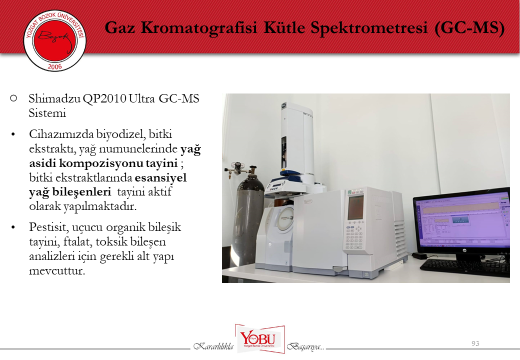 Gaz Kromatografisi Kütle Spektrometresi (GC-MS)
YOZGAT BOZOK ÜNİVERSİTESİ
Bozok
2006
○ Shimadzu QP2010 Ultra GC-MS
Sistemi
• Cihazımızda biyodizel, bitki
ekstraktı, yağ numunelerinde yağ
asidi kompozisyonu tayini ;
bitki ekstraktlarında esansiyel
yağ bileşenleri tayini aktif
olarak yapılmaktadır.
• Pestisit, uçucu organik bileşik
tayini, ftalat, toksik bileşen
analizleri için gerekli alt yapı
mevcuttur.
Kararlılıkla
YOBU
Başarıya...
93